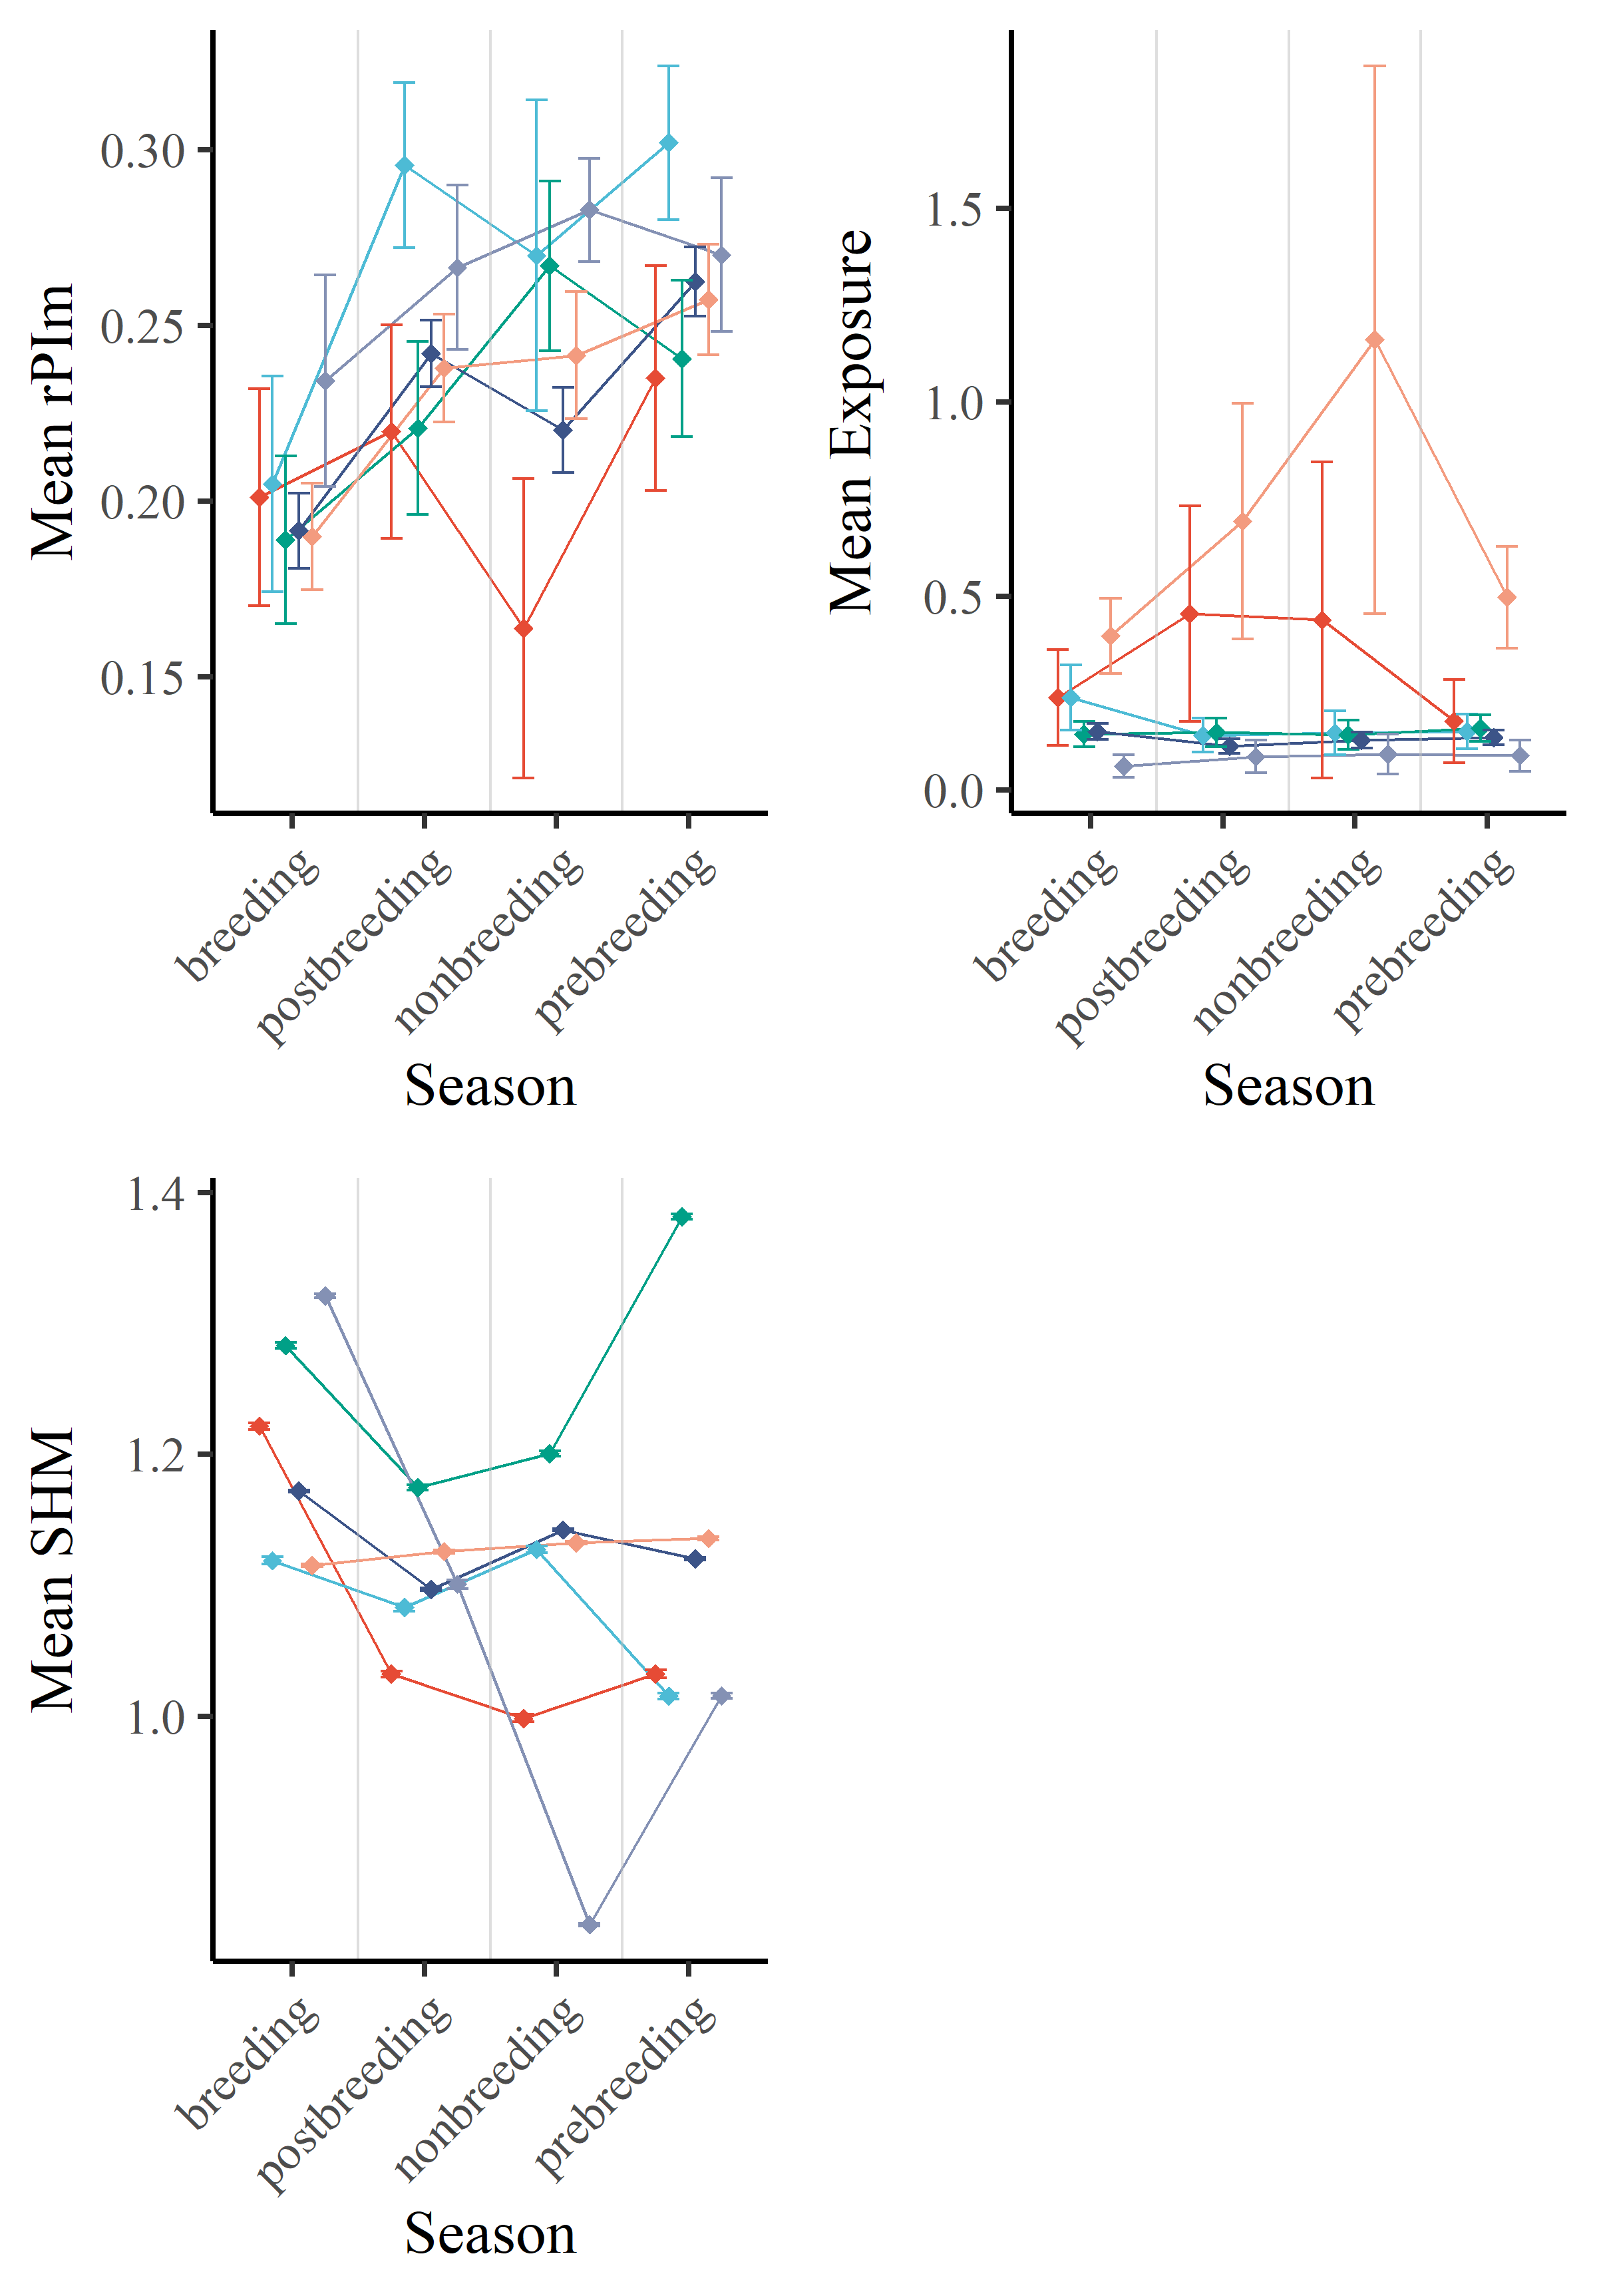 Mean rPIm
0.30
0.25
0.20
0.15
breeding
postbreeding
nonbreeding
prebreeding
Season
Mean Exposure
1.5
1.0
0.5
0.0
breeding
postbreeding
nonbreeding
prebreeding
Season
Mean SHM
1.4
1.2
1.0
breeding
postbreeding
nonbreeding
prebreeding
Season